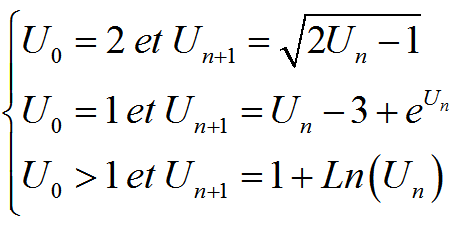 U₀ = 2 et Uₙ₊₁ = √(2Uₙ − 1)
U₀ = 1 et Uₙ₊₁ = Uₙ − 3 + e^{Uₙ}
U₀ > 1 et Uₙ₊₁ = 1 + Ln(Uₙ)